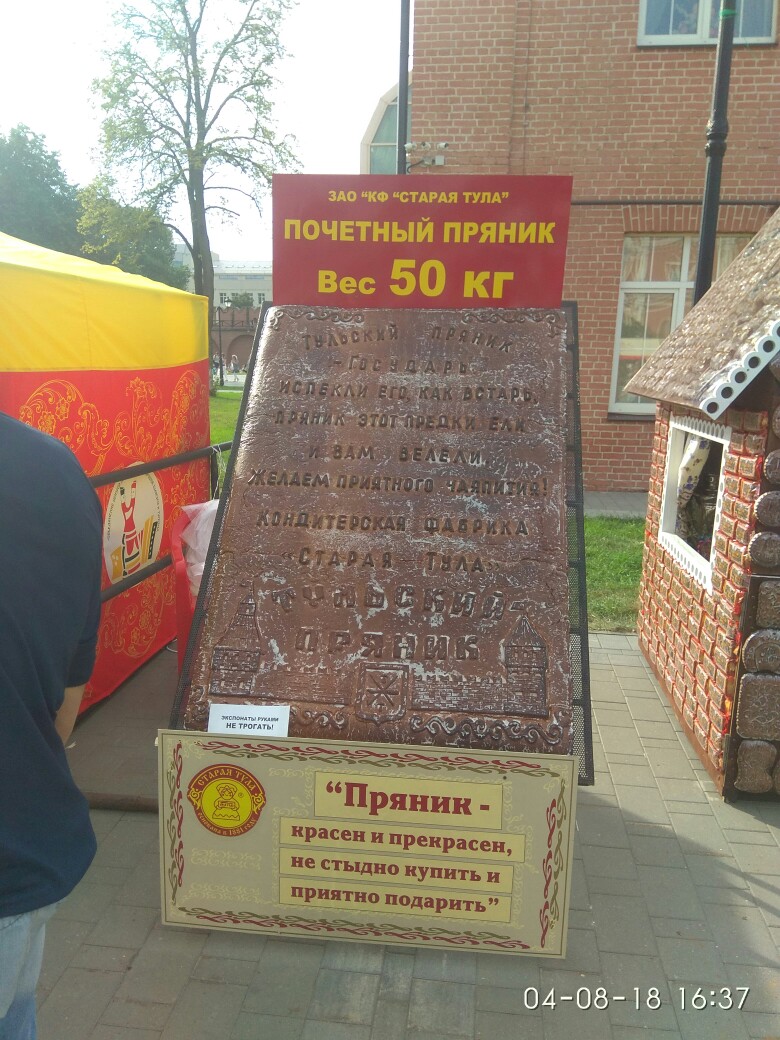 ЗАО "КФ "СТАРАЯ ТУЛА"
ПОЧЕТНЫЙ ПРЯНИК
Вес 50 кг
ТУЛЬСКИЙ ПРЯНИК
-ГОСУДАРЬ
ИСПЕКЛИ ЕГО, КАК ВСТАРЬ,
ПРЯНИК ЭТОТ ПРЕДКИ ЕЛИ
И ВАМ ВЕЛЕЛИ.
ЖЕЛАЕМ ПРИЯТНОГО ЧАЯПИТИЯ!
КОНДИТЕРСКАЯ ФАБРИКА
"СТАРАЯ ТУЛА"
ТУЛЬСКИЙ
ПРЯНИК
ЭКСПОНАТЫ РУКАМИ
НЕ ТРОГАТЬ!
СТАРАЯ ТУЛА
"Пряник -
красен и прекрасен,
не стыдно купить и
приятно подарить"
04-08-18 16:37